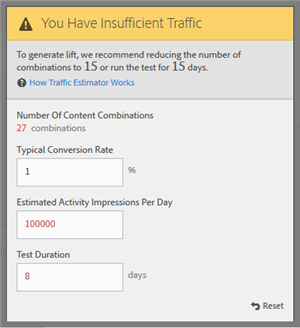 You Have Insufficient Traffic
To generate lift, we recommend reducing the number of
combinations to 15 or run the test for 15 days.
How Traffic Estimator Works
Number Of Content Combinations
27 combinations
Typical Conversion Rate
1 %
Estimated Activity Impressions Per Day
100000
Test Duration
8 days
Reset